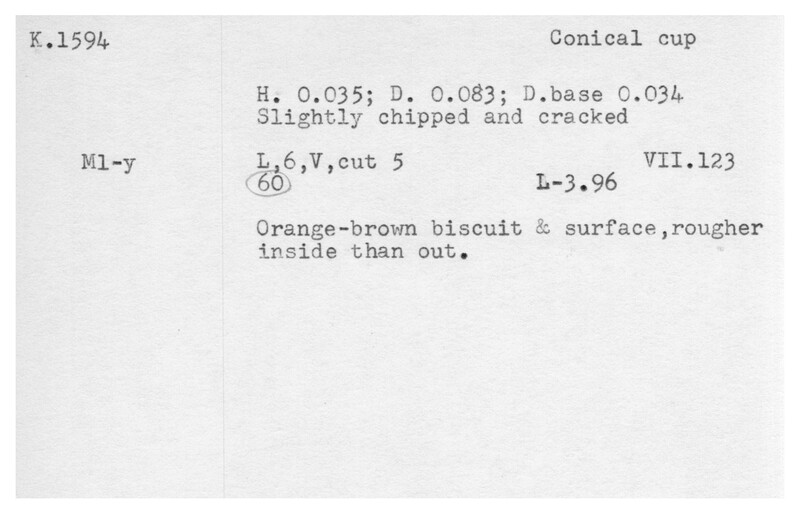 K.1594 Conical cup
H. 0.035; D. 0.083; D.base 0.034
Slightly chipped and cracked
Ml-y L,6,V,cut 5 VII.123
60 L-3.96
Orange-brown biscuit & surface,rougher
inside than out.